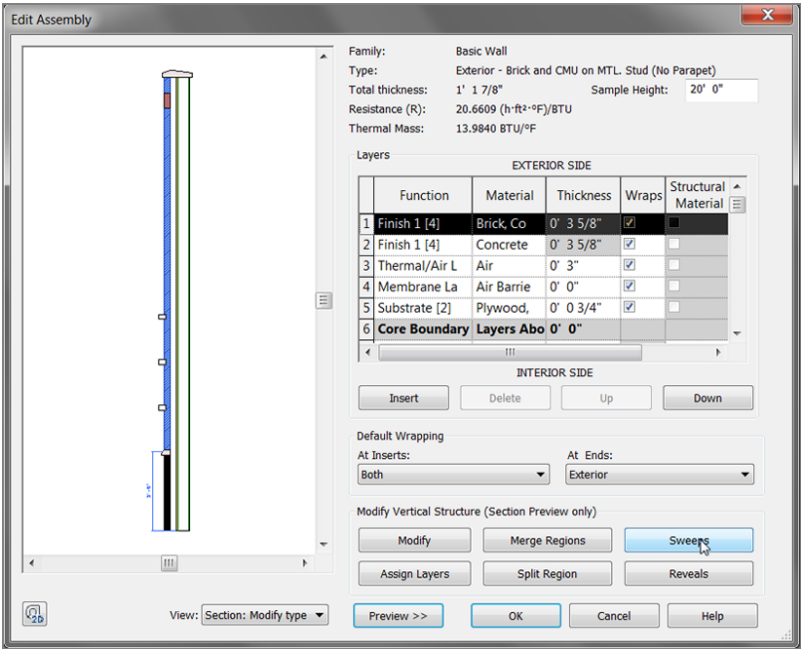 Edit Assembly
Family: Basic Wall
Type: Exterior - Brick and CMU on MTL. Stud (No Parapet)
Total thickness: 1' 1 7/8" Sample Height: 20' 0"
Resistance (R): 20.6609 (h·ft²·°F)/BTU
Thermal Mass: 13.9840 BTU/°F
Layers
EXTERIOR SIDE
Function Material Thickness Wraps Structural Material
1 Finish 1 [4] Brick, Co 0' 3 5/8"
2 Finish 1 [4] Concrete 0' 3 5/8"
3 Thermal/Air L Air 0' 3"
4 Membrane La Air Barrie 0' 0"
5 Substrate [2] Plywood, 0' 0 3/4"
6 Core Boundary Layers Abo 0' 0"
INTERIOR SIDE
Insert Delete Up Down
Default Wrapping
At Inserts: At Ends:
Both Exterior
Modify Vertical Structure (Section Preview only)
Modify Merge Regions Sweeps
Assign Layers Split Region Reveals
2D
View: Section: Modify type Preview >> OK Cancel Help